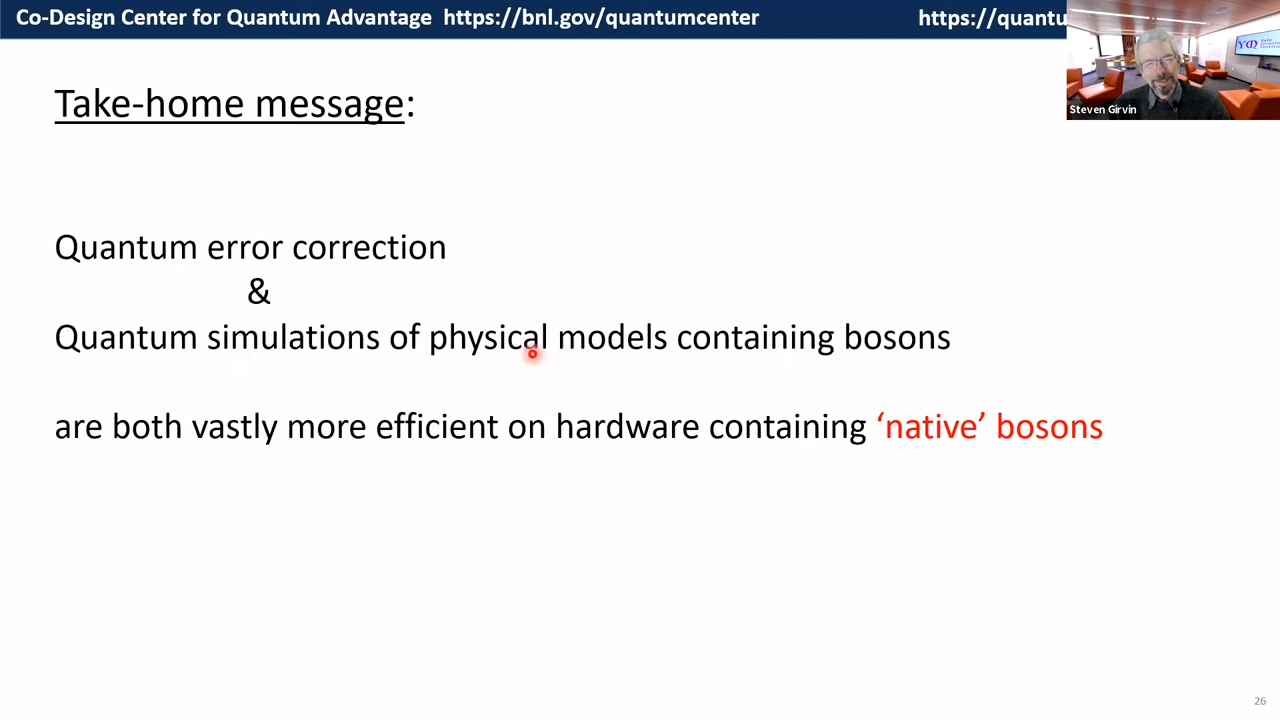 Co-Design Center for Quantum Advantage https://bnl.gov/quantumcenter
https://quantu
Steven Girvin
Take-home message:
Quantum error correction
&
Quantum simulations of physical models containing bosons
are both vastly more efficient on hardware containing ‘native’ bosons
26